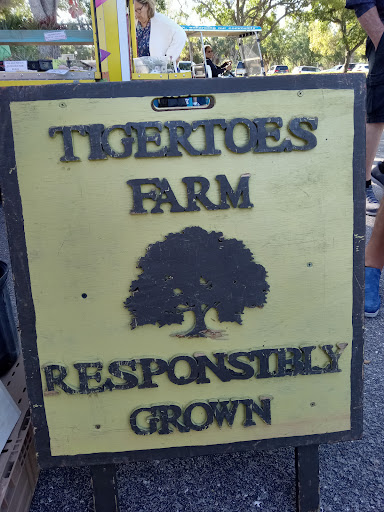 TIGERTOES
FARM
RESPONSIBLY
GROWN